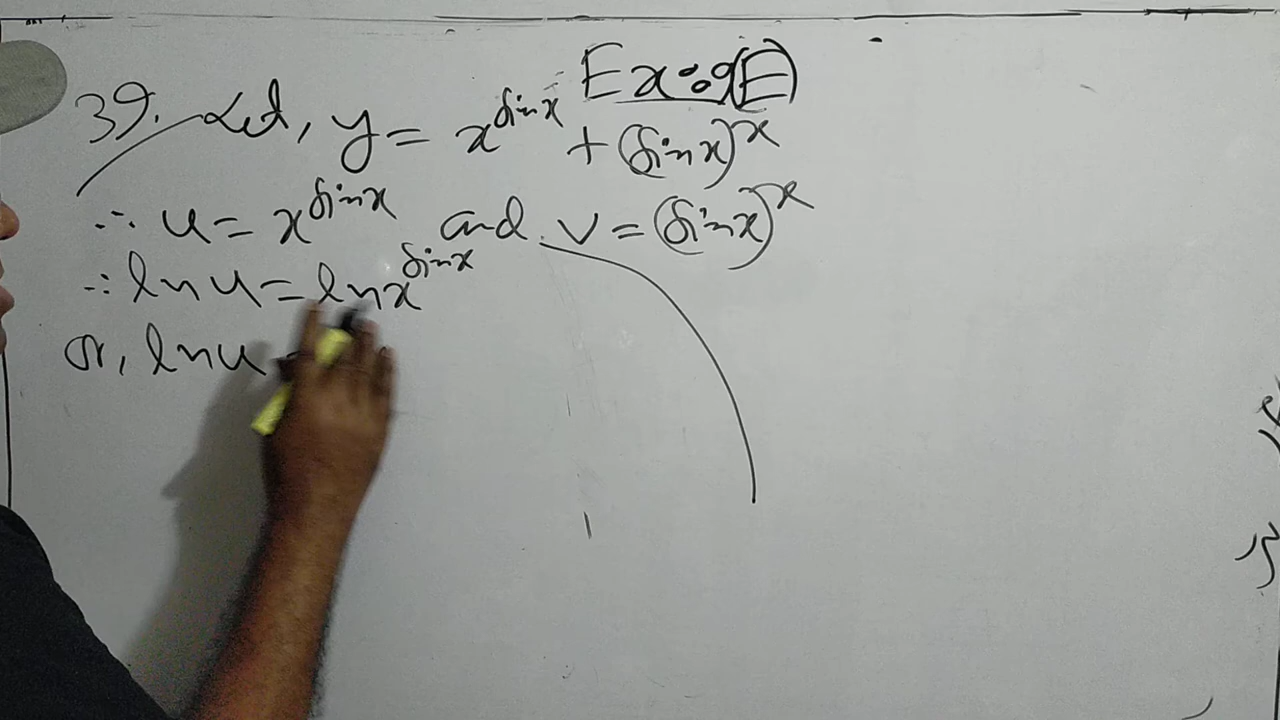 Ex:9(E)
39. Let, y = x^sinx + (sinx)^x
∴ u = x^sinx and v = (sinx)^x
∴ ln u = ln x^sinx
or, ln u =